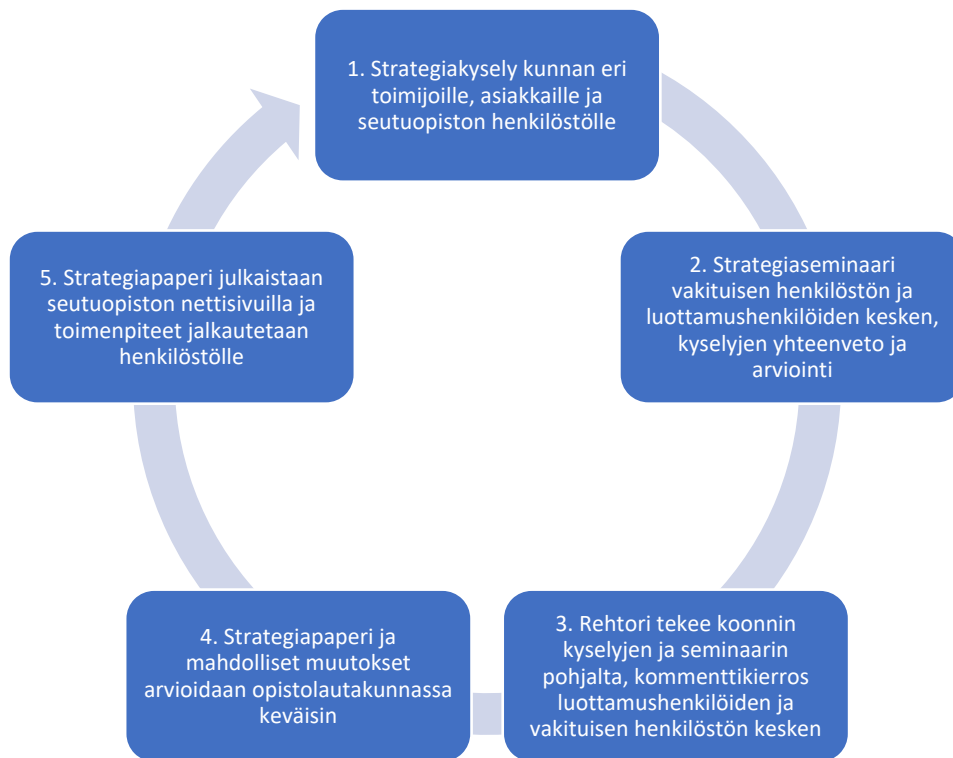 1. Strategiakysely kunnan eri
toimijoille, asiakkaille ja
seutuopiston henkilöstölle
2. Strategiaseminaari
vakituisen henkilöstön ja
luottamushenkilöiden kesken,
kyselyjen yhteenveto ja
arviointi
3. Rehtori tekee koonnin
kyselyjen ja seminaarin
pohjalta, kommenttikierros
luottamushenkilöiden ja
vakituisen henkilöstön kesken
4. Strategiapaperi ja
mahdolliset muutokset
arvioidaan opistolautakunnassa
keväisin
5. Strategiapaperi julkaistaan
seutuopiston nettisivuilla ja
toimenpiteet jalkautetaan
henkilöstölle